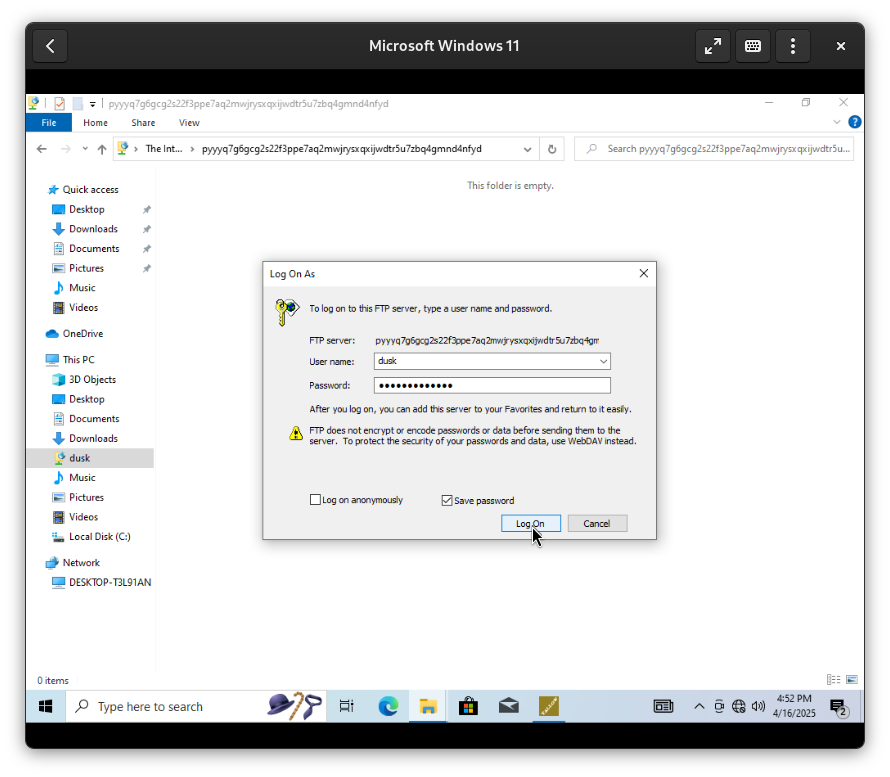 Microsoft Windows 11
pyyyq7g6gcg2s22f3ppe7aq2mwjrysxqxijwdtr5u7zbq4gmnd4nfyd
File Home Share View
The Int... pyyyq7g6gcg2s22f3ppe7aq2mwjrysxqxijwdtr5u7zbq4gmnd4nfyd
Search pyyyq7g6gcg2s22f3ppe7aq2mwjrysxqxijwdtr5u...
This folder is empty.
Quick access
Desktop
Downloads
Documents
Pictures
Music
Videos
OneDrive
This PC
3D Objects
Desktop
Documents
Downloads
dusk
Music
Pictures
Videos
Local Disk (C:)
Network
DESKTOP-T3L91AN
Log On As
To log on to this FTP server, type a user name and password.
FTP server: pyyyq7g6gcg2s22f3ppe7aq2mwjrysxqxijwdtr5u7zbq4gm
User name: dusk
Password: ●●●●●●●●●●●●●
After you log on, you can add this server to your Favorites and return to it easily.
FTP does not encrypt or encode passwords or data before sending them to the
server. To protect the security of your passwords and data, use WebDAV instead.
Log on anonymously Save password
Log On Cancel
0 items
Type here to search
4:52 PM
4/16/2025
2